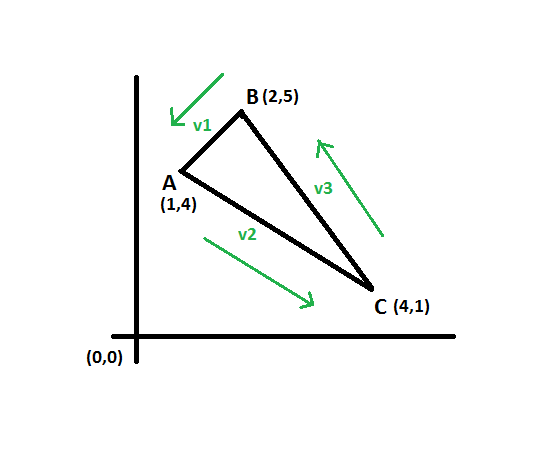 B (2,5)
v1
A
(1,4)
v3
v2
C (4,1)
(0,0)